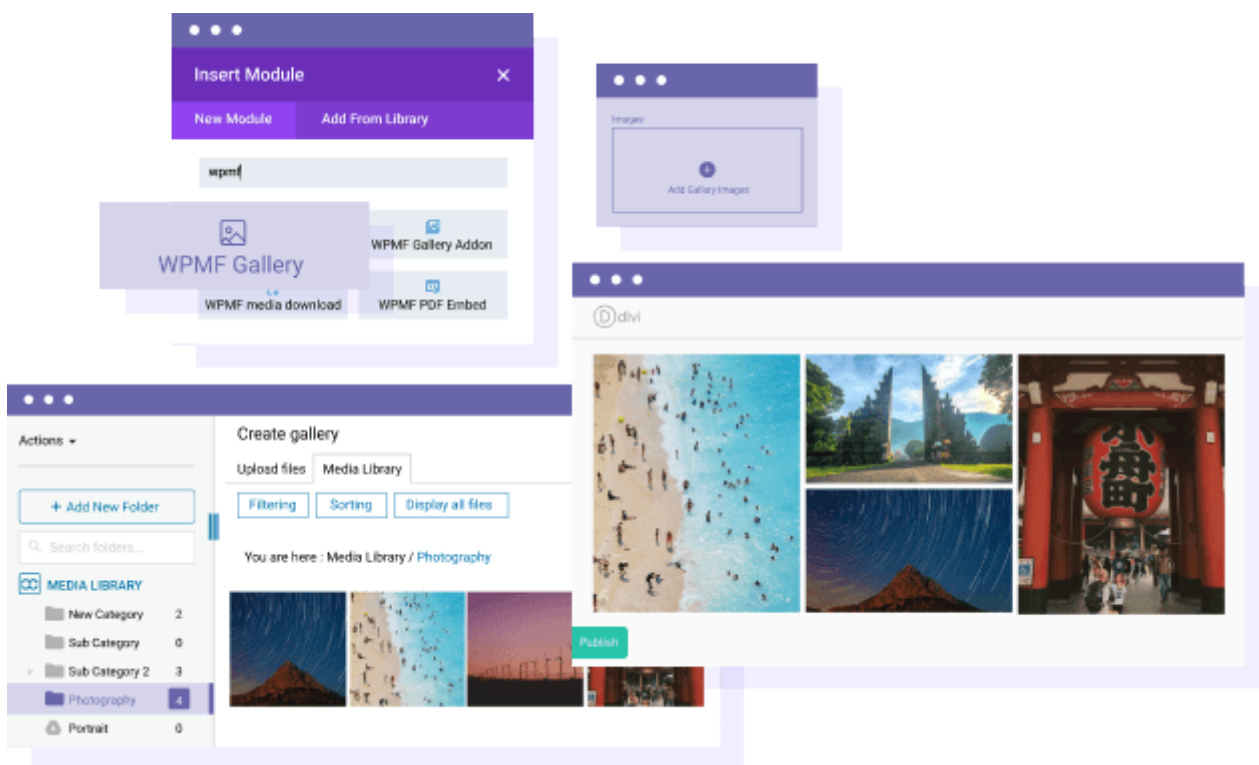 Insert Module
New Module
Add From Library
wpmf
WPMF Gallery
WPMF Gallery Addon
WPMF media download
WPMF PDF Embed
Images
Add Gallery Images
divi
小舟町
Publish
Actions
+ Add New Folder
Search folders...
MEDIA LIBRARY
New Category 2
Sub Category 0
Sub Category 2 3
Photography 4
Portrait 0
Create gallery
Upload files
Media Library
Filtering
Sorting
Display all files
You are here : Media Library / Photography